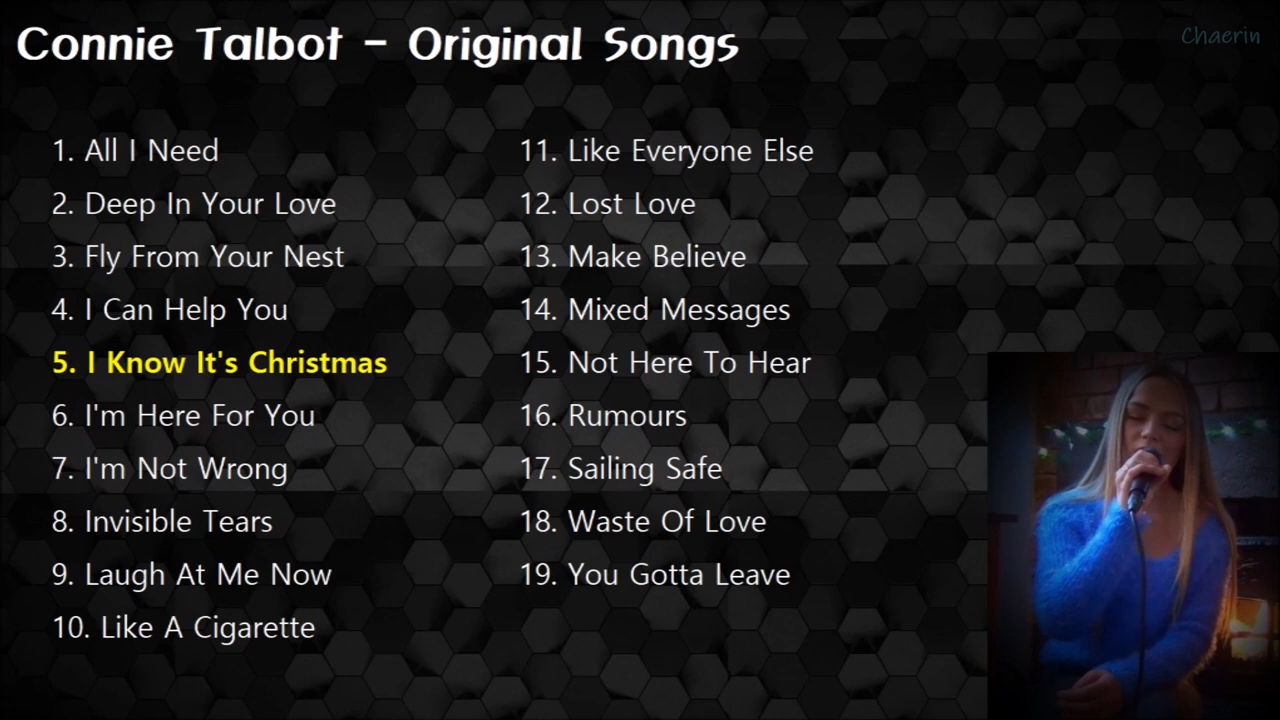 Connie Talbot - Original Songs
Chaerin
1. All I Need
2. Deep In Your Love
3. Fly From Your Nest
4. I Can Help You
5. I Know It's Christmas
6. I'm Here For You
7. I'm Not Wrong
8. Invisible Tears
9. Laugh At Me Now
10. Like A Cigarette
11. Like Everyone Else
12. Lost Love
13. Make Believe
14. Mixed Messages
15. Not Here To Hear
16. Rumours
17. Sailing Safe
18. Waste Of Love
19. You Gotta Leave